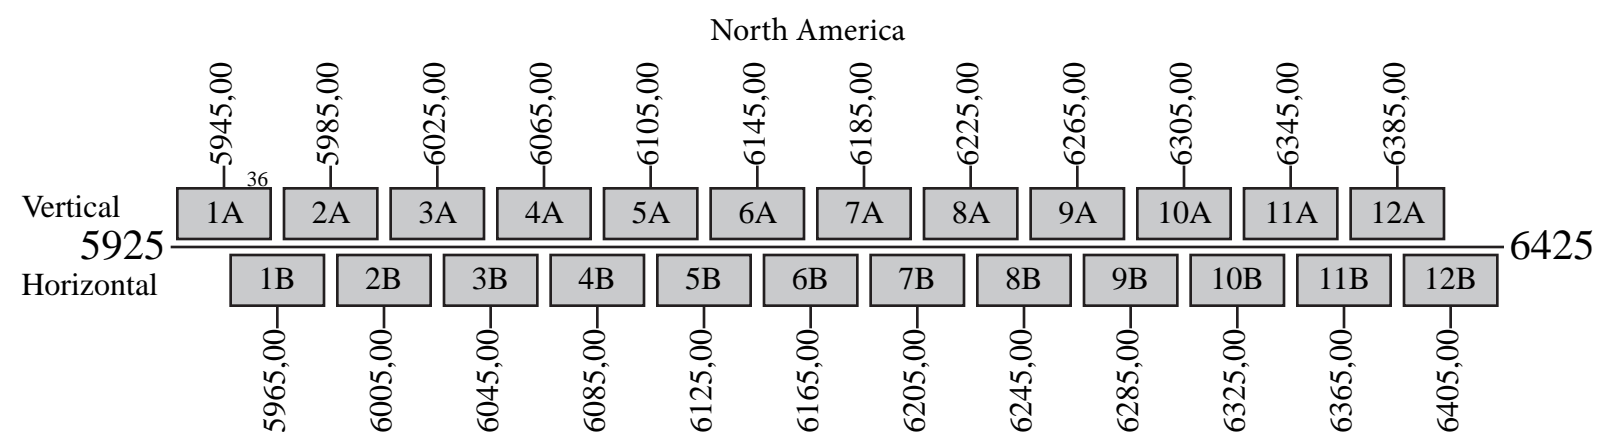 North America
5945,00 5985,00 6025,00 6065,00 6105,00 6145,00 6185,00 6225,00 6265,00 6305,00 6345,00 6385,00
36
Vertical 1A 2A 3A 4A 5A 6A 7A 8A 9A 10A 11A 12A
5925 6425
Horizontal 1B 2B 3B 4B 5B 6B 7B 8B 9B 10B 11B 12B
5965,00 6005,00 6045,00 6085,00 6125,00 6165,00 6205,00 6245,00 6285,00 6325,00 6365,00 6405,00